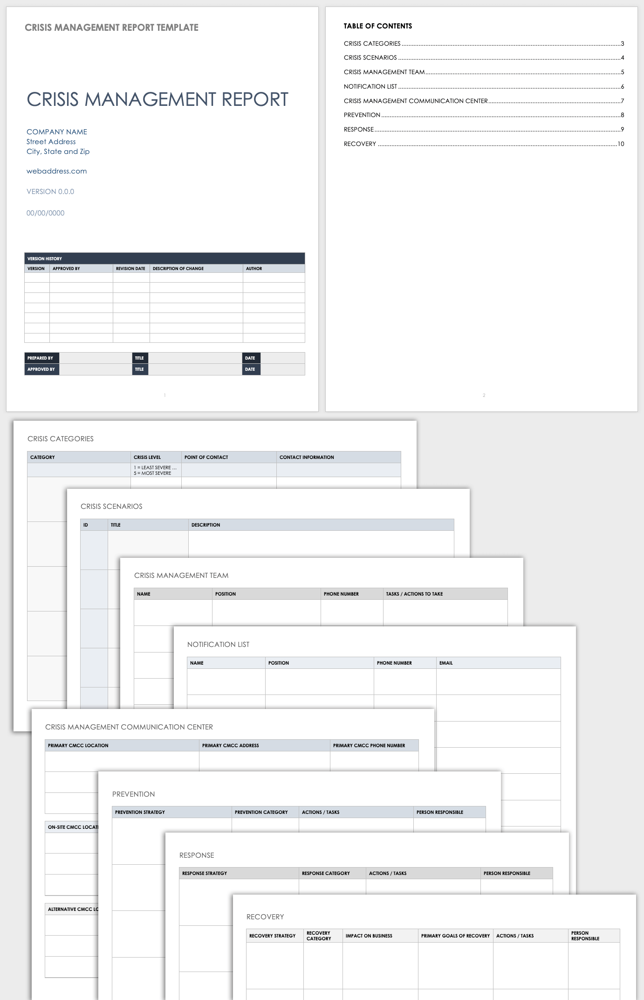 CRISIS MANAGEMENT REPORT TEMPLATE
CRISIS MANAGEMENT REPORT
COMPANY NAME
Street Address
City, State and Zip
webaddress.com
VERSION 0.0.0
00/00/0000
VERSION HISTORY
VERSION APPROVED BY REVISION DATE DESCRIPTION OF CHANGE AUTHOR
PREPARED BY TITLE DATE
APPROVED BY TITLE DATE
1
TABLE OF CONTENTS
CRISIS CATEGORIES 3
CRISIS SCENARIOS 4
CRISIS MANAGEMENT TEAM 5
NOTIFICATION LIST 6
CRISIS MANAGEMENT COMMUNICATION CENTER 7
PREVENTION 8
RESPONSE 9
RECOVERY 10
2
CRISIS CATEGORIES
CATEGORY CRISIS LEVEL POINT OF CONTACT CONTACT INFORMATION
1 = LEAST SEVERE …
5 = MOST SEVERE
CRISIS SCENARIOS
ID TITLE DESCRIPTION
CRISIS MANAGEMENT TEAM
NAME POSITION PHONE NUMBER TASKS / ACTIONS TO TAKE
NOTIFICATION LIST
NAME POSITION PHONE NUMBER EMAIL
CRISIS MANAGEMENT COMMUNICATION CENTER
PRIMARY CMCC LOCATION PRIMARY CMCC ADDRESS PRIMARY CMCC PHONE NUMBER
ON-SITE CMCC
ALTERNATIVE CMCC
PREVENTION
PREVENTION STRATEGY PREVENTION CATEGORY ACTIONS / TASKS PERSON RESPONSIBLE
RESPONSE
RESPONSE STRATEGY RESPONSE CATEGORY ACTIONS / TASKS PERSON RESPONSIBLE
RECOVERY
RECOVERY STRATEGY RECOVERY CATEGORY IMPACT ON BUSINESS PRIMARY GOALS OF RECOVERY ACTIONS / TASKS PERSON RESPONSIBLE